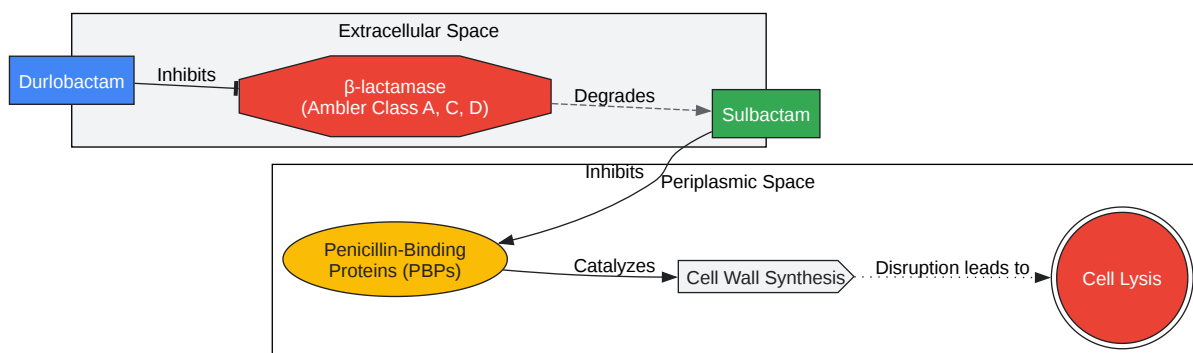 Extracellular Space
Durlobactam
Inhibits
β-lactamase
(Ambler Class A, C, D)
Degrades
Sulbactam
Inhibits
Periplasmic Space
Penicillin-Binding
Proteins (PBPs)
Catalyzes
Cell Wall Synthesis
Disruption leads to
Cell Lysis